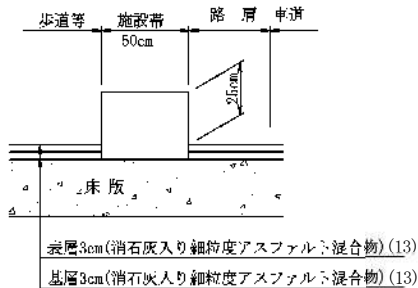 歩道等 施設帯 路肩 車道
50cm
25cm
床版
表層3cm(消石灰入り細粒度アスファルト混合物)(13)
基層3cm(消石灰入り細粒度アスファルト混合物)(13)